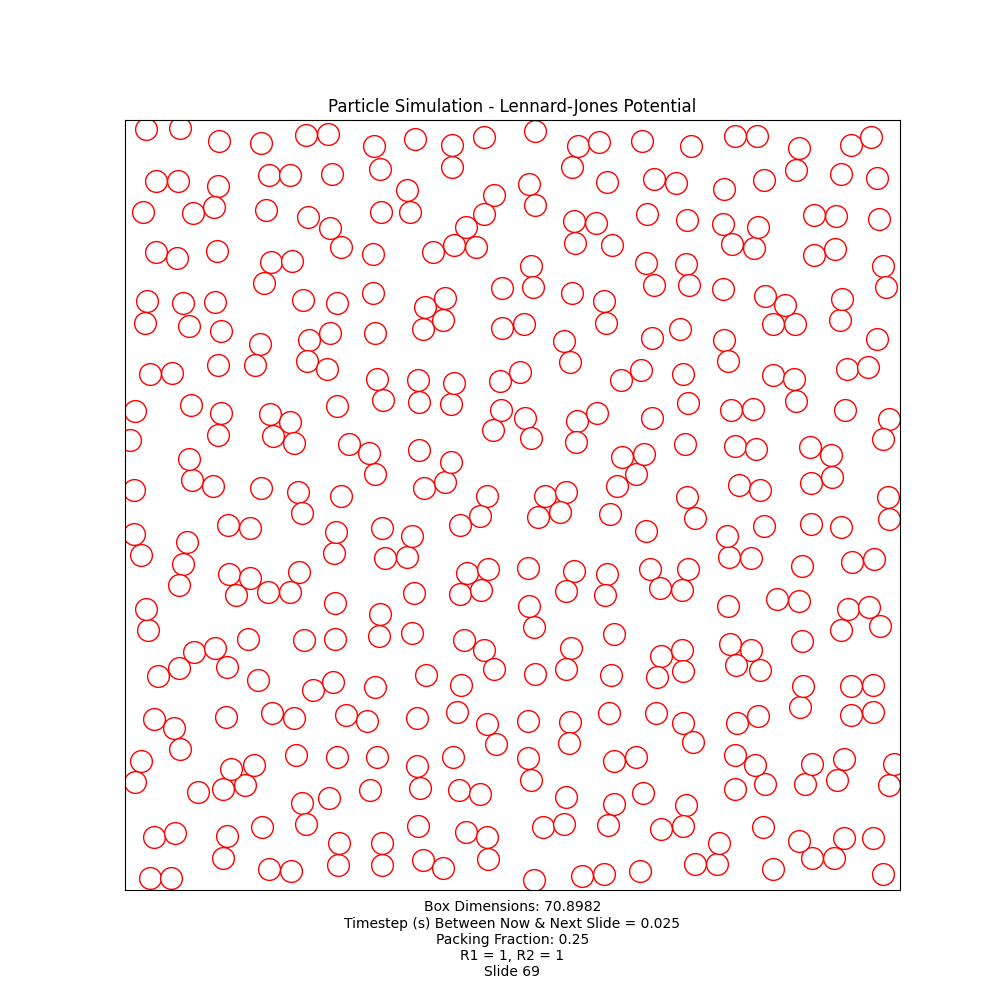 Particle Simulation - Lennard-Jones Potential
Box Dimensions: 70.8982
Timestep (s) Between Now & Next Slide = 0.025
Packing Fraction: 0.25
R1 = 1, R2 = 1
Slide 69